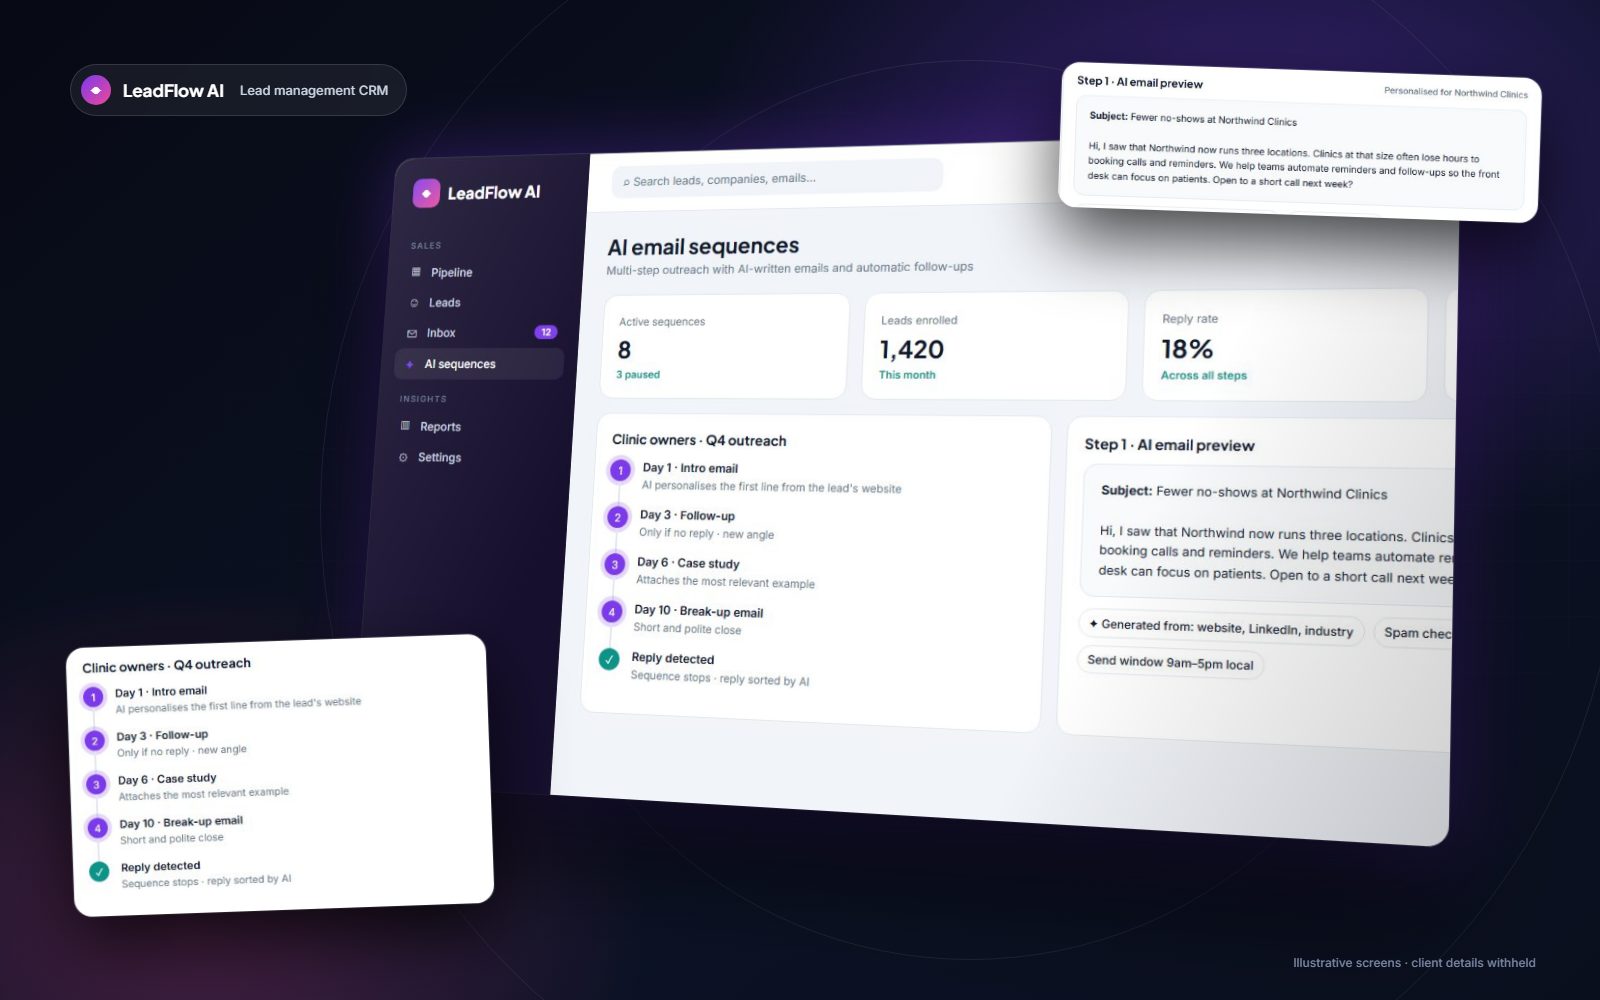 LeadFlow AI Lead management CRM
Step 1 · AI email preview
Personalised for Northwind Clinics
Subject: Fewer no-shows at Northwind Clinics
Hi, I saw that Northwind now runs three locations. Clinics at that size often lose hours to
booking calls and reminders. We help teams automate reminders and follow-ups so the front
desk can focus on patients. Open to a short call next week?
LeadFlow AI
SALES
Pipeline
Leads
Inbox 12
AI sequences
INSIGHTS
Reports
Settings
Search leads, companies, emails...
AI email sequences
Multi-step outreach with AI-written emails and automatic follow-ups
Active sequences
8
3 paused
Leads enrolled
1,420
This month
Reply rate
18%
Across all steps
Clinic owners · Q4 outreach
1 Day 1 · Intro email
AI personalises the first line from the lead's website
2 Day 3 · Follow-up
Only if no reply · new angle
3 Day 6 · Case study
Attaches the most relevant example
4 Day 10 · Break-up email
Short and polite close
✓ Reply detected
Sequence stops · reply sorted by AI
Step 1 · AI email preview
Subject: Fewer no-shows at Northwind Clinics
Hi, I saw that Northwind now runs three locations. Clinics
booking calls and reminders. We help teams automate
desk can focus on patients. Open to a short call next
✦ Generated from: website, LinkedIn, industry
Spam
Send window 9am–5pm local
Clinic owners · Q4 outreach
1 Day 1 · Intro email
AI personalises the first line from the lead's website
2 Day 3 · Follow-up
Only if no reply · new angle
3 Day 6 · Case study
Attaches the most relevant example
4 Day 10 · Break-up email
Short and polite close
✓ Reply detected
Sequence stops · reply sorted by AI
Illustrative screens · client details withheld